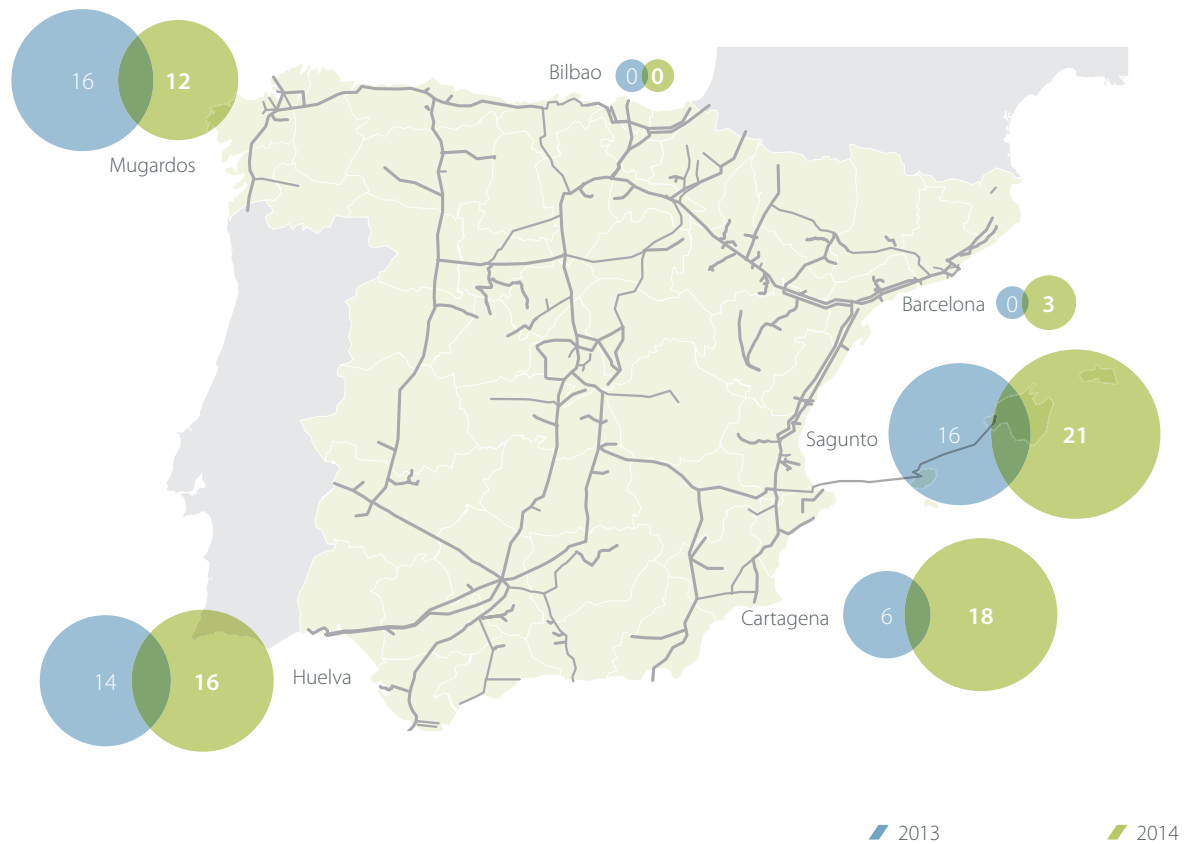 16 12
Mugardos
Bilbao 0 0
Barcelona 0 3
Sagunto 16 21
Cartagena 6 18
14 16 Huelva
2013 2014